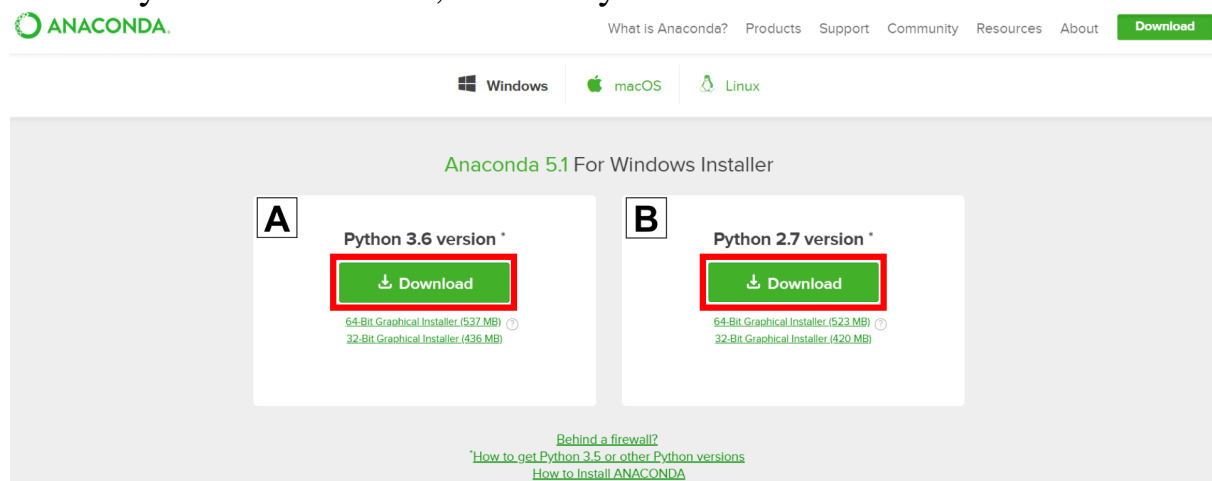 ANACONDA.
What is Anaconda? Products Support Community Resources About Download
Windows macOS Linux
Anaconda 5.1 For Windows Installer
A
Python 3.6 version *
Download
64-Bit Graphical Installer (537 MB) ?
32-Bit Graphical Installer (436 MB)
B
Python 2.7 version *
Download
64-Bit Graphical Installer (523 MB) ?
32-Bit Graphical Installer (420 MB)
Behind a firewall?
*How to get Python 3.5 or other Python versions
How to Install ANACONDA